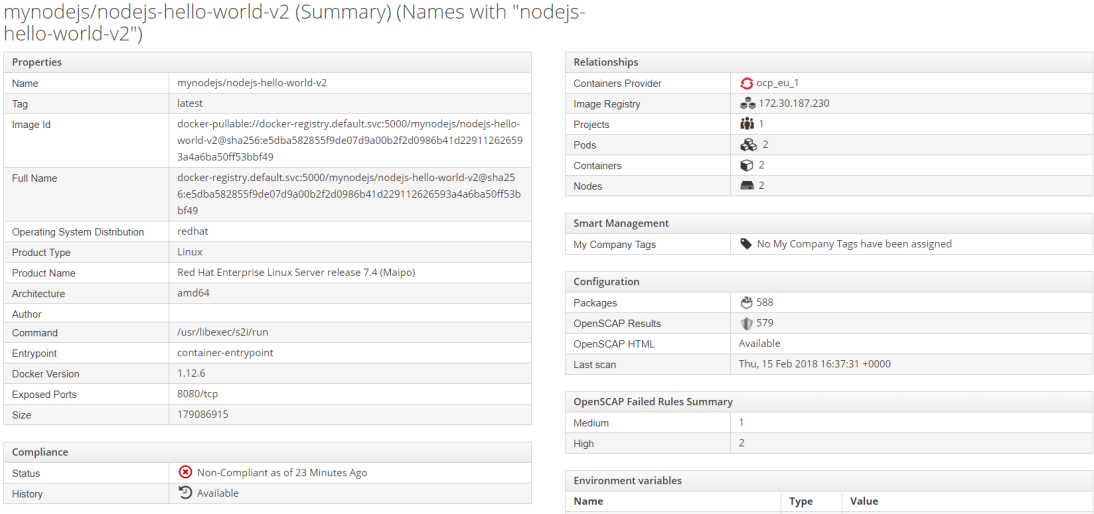 mynodejs/nodejs-hello-world-v2 (Summary) (Names with "nodejs-
hello-world-v2")
Properties
Name mynodejs/nodejs-hello-world-v2
Tag latest
Image Id docker-pullable://docker-registry.default.svc:5000/mynodejs/nodejs-hello-
world-v2@sha256:e5dba582855f9de07d9a00b2f2d0986b41d22911262659
3a4a6ba50ff53bbf49
Full Name docker-registry.default.svc:5000/mynodejs/nodejs-hello-world-v2@sha25
6:e5dba582855f9de07d9a00b2f2d0986b41d229112626593a4a6ba50ff53b
bf49
Operating System Distribution redhat
Product Type Linux
Product Name Red Hat Enterprise Linux Server release 7.4 (Maipo)
Architecture amd64
Author
Command /usr/libexec/s2i/run
Entrypoint container-entrypoint
Docker Version 1.12.6
Exposed Ports 8080/tcp
Size 179086915
Compliance
Status Non-Compliant as of 23 Minutes Ago
History Available
Relationships
Containers Provider ocp_eu_1
Image Registry 172.30.187.230
Projects 1
Pods 2
Containers 2
Nodes 2
Smart Management
My Company Tags No My Company Tags have been assigned
Configuration
Packages 588
OpenSCAP Results 579
OpenSCAP HTML Available
Last scan Thu, 15 Feb 2018 16:37:31 +0000
OpenSCAP Failed Rules Summary
Medium 1
High 2
Environment variables
Name Type Value